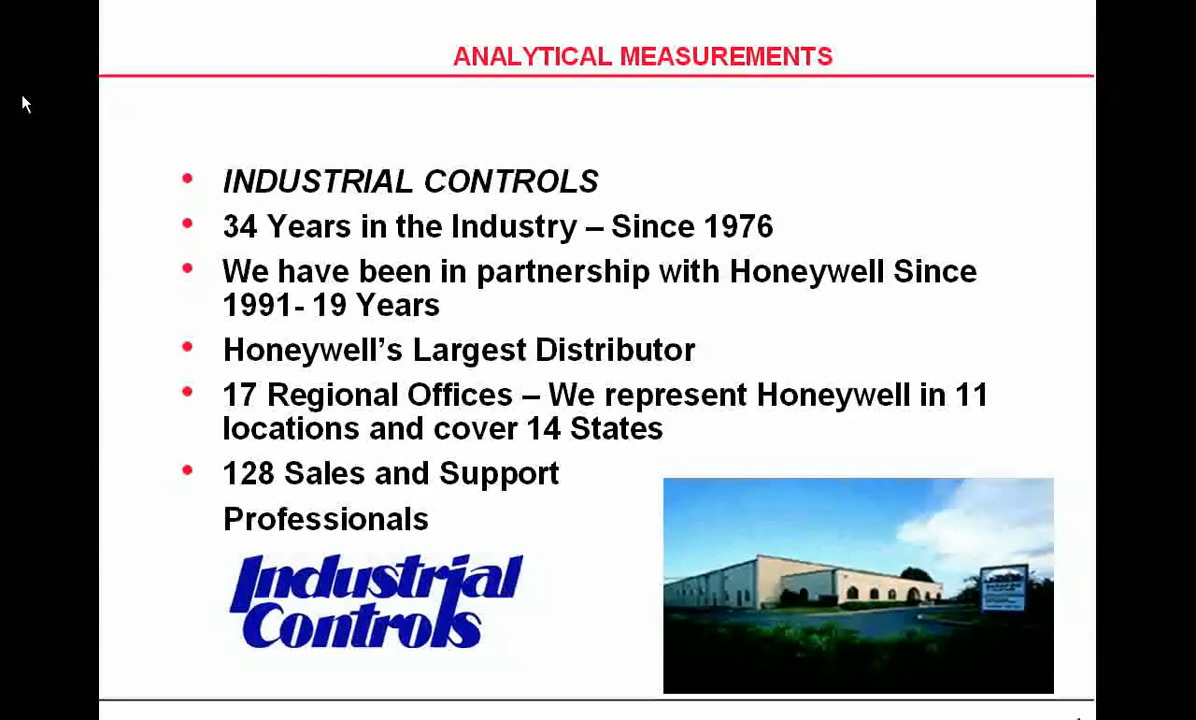 ANALYTICAL MEASUREMENTS
• INDUSTRIAL CONTROLS
• 34 Years in the Industry – Since 1976
• We have been in partnership with Honeywell Since
1991- 19 Years
• Honeywell’s Largest Distributor
• 17 Regional Offices – We represent Honeywell in 11
locations and cover 14 States
• 128 Sales and Support
Professionals
Industrial
Controls